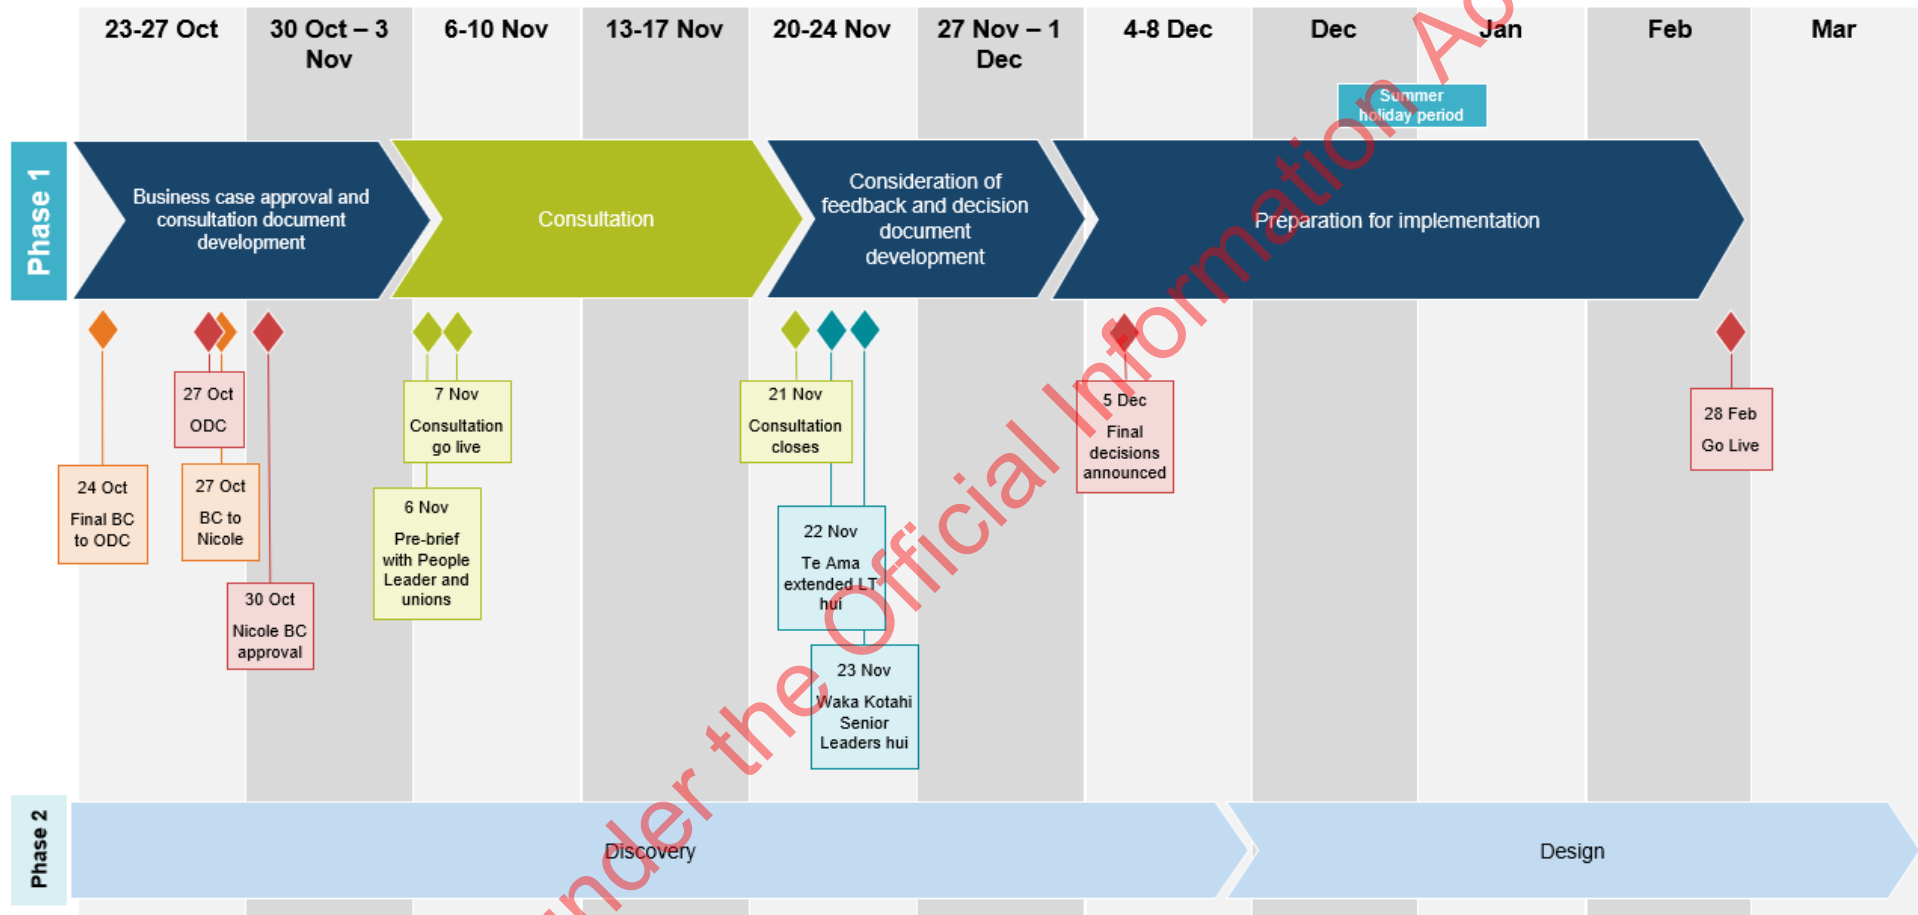 23-27 Oct
30 Oct – 3
Nov
6-10 Nov
13-17 Nov
20-24 Nov
27 Nov – 1
Dec
4-8 Dec
Dec
Jan
Feb
Mar
Summer
holiday period
Phase 1
Business case approval and
consultation document
development
Consultation
Consideration of
feedback and decision
document
development
Preparation for implementation
24 Oct
Final BC
to ODC
27 Oct
ODC
27 Oct
BC to
Nicole
30 Oct
Nicole BC
approval
7 Nov
Consultation
go live
6 Nov
Pre-brief
with People
Leader and
unions
21 Nov
Consultation
closes
22 Nov
Te Ama
extended LT
hui
23 Nov
Waka Kotahi
Senior
Leaders hui
5 Dec
Final
decisions
announced
28 Feb
Go Live
Phase 2
Discovery
Design
under the Official Information Ac